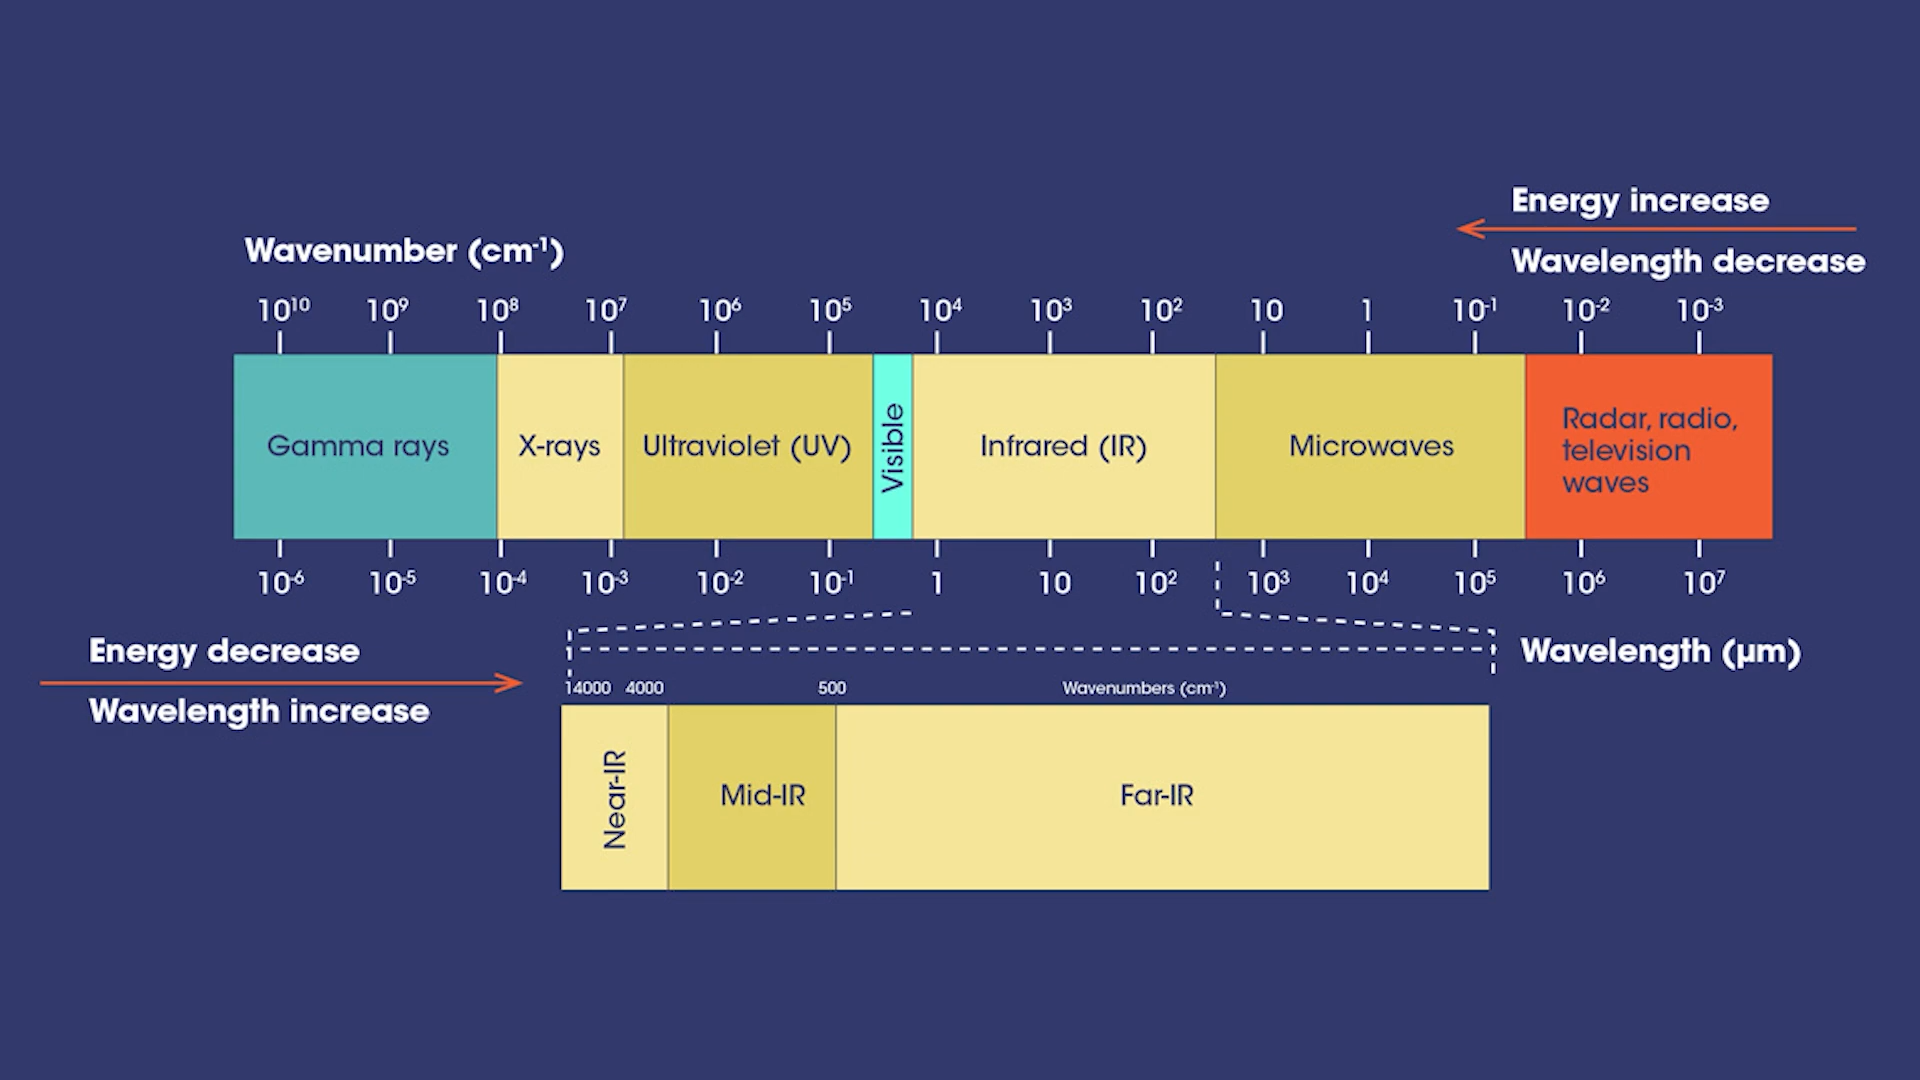 Energy increase
Wavelength decrease
Wavenumber (cm⁻¹)
10¹⁰ 10⁹ 10⁸ 10⁷ 10⁶ 10⁵ 10⁴ 10³ 10² 10 1 10⁻¹ 10⁻² 10⁻³
Gamma rays
X-rays
Ultraviolet (UV)
Visible
Infrared (IR)
Microwaves
Radar, radio,
television
waves
10⁻⁶ 10⁻⁵ 10⁻⁴ 10⁻³ 10⁻² 10⁻¹ 1 10 10² 10³ 10⁴ 10⁵ 10⁶ 10⁷
Energy decrease
Wavelength increase
Wavelength (µm)
14000 4000 500 Wavenumbers (cm⁻¹)
Near-IR
Mid-IR
Far-IR